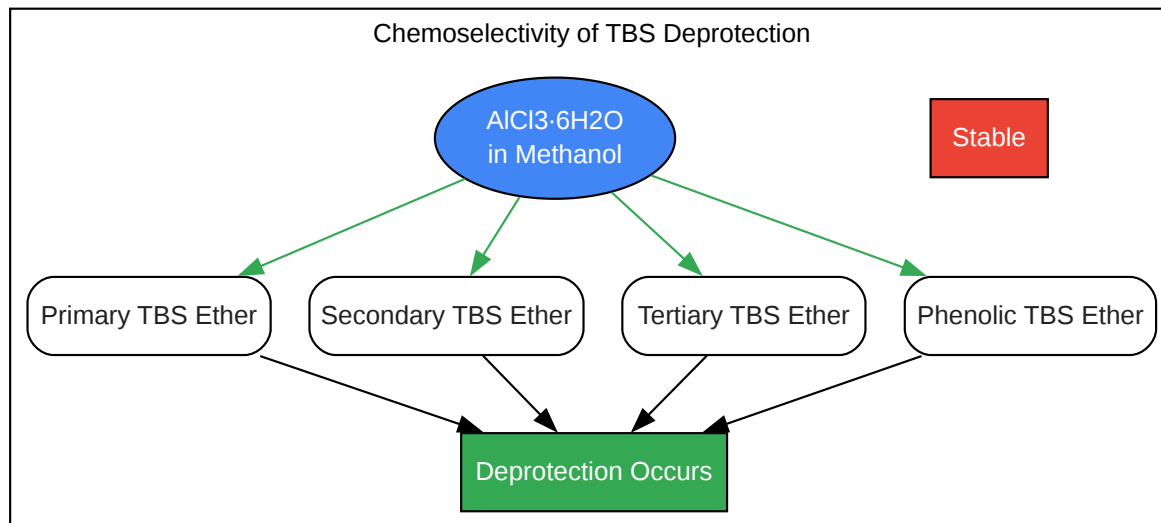 Chemoselectivity of TBS Deprotection
AlCl3·6H2O
in Methanol
Stable
Primary TBS Ether
Secondary TBS Ether
Tertiary TBS Ether
Phenolic TBS Ether
Deprotection Occurs